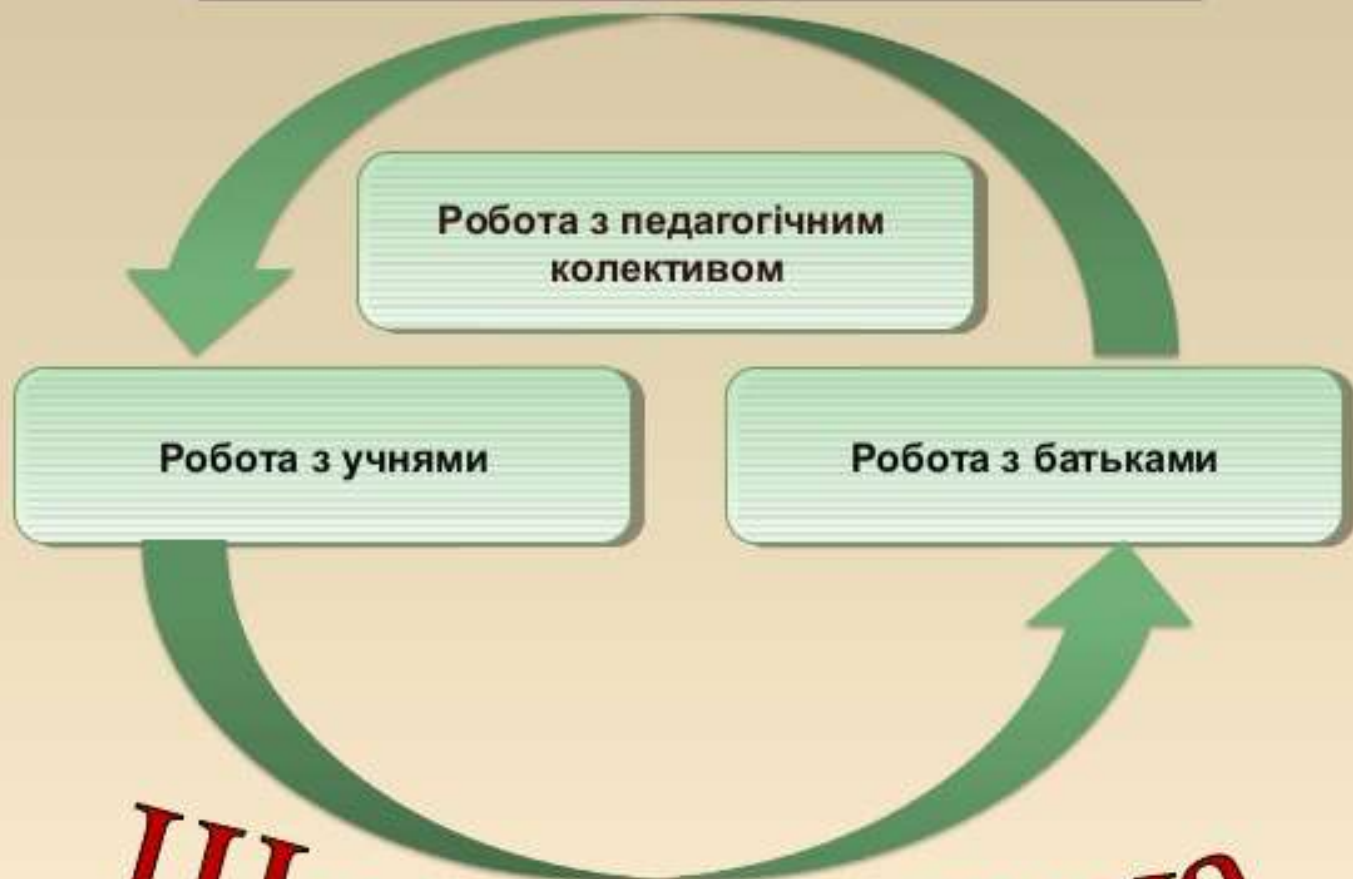 Робота з педагогічним
колективом
Робота з учнями
Робота з батьками